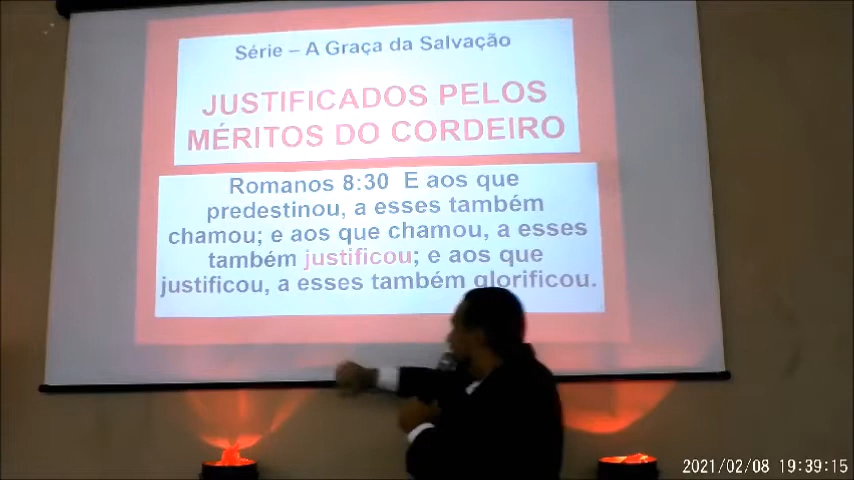 Série – A Graça da Salvação
JUSTIFICADOS PELOS
MÉRITOS DO CORDEIRO
Romanos 8:30 E aos que
predestinou, a esses também
chamou; e aos que chamou, a esses
também justificou; e aos que
justificou, a esses também glorificou.
2021/02/08 19:39:15